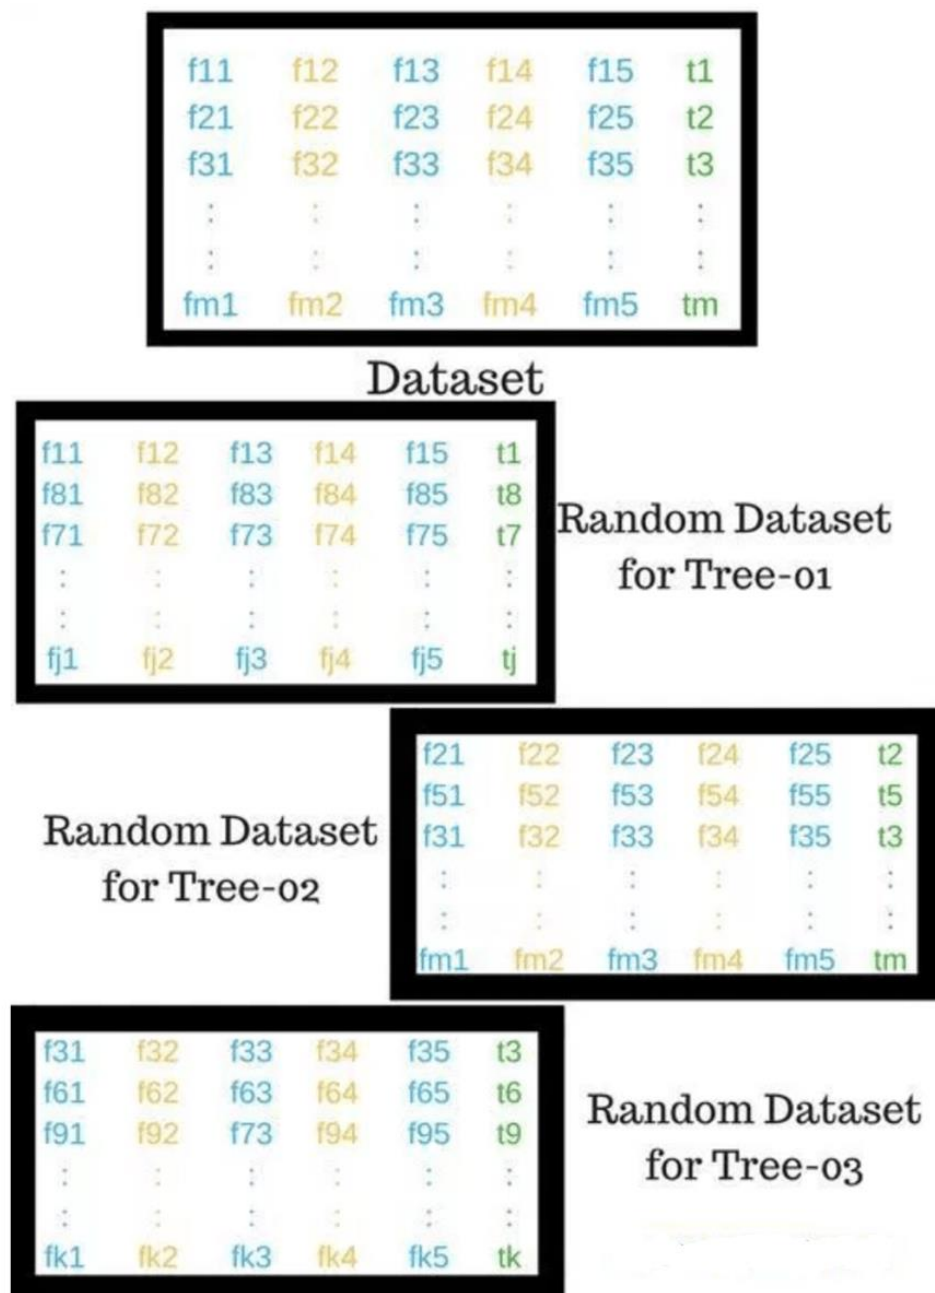 f11 f12 f13 f14 f15 t1
f21 f22 f23 f24 f25 t2
f31 f32 f33 f34 f35 t3
: : : : : :
: : : : : :
fm1 fm2 fm3 fm4 fm5 tm
Dataset
f11 f12 f13 f14 f15 t1
f81 f82 f83 f84 f85 t8
f71 f72 f73 f74 f75 t7
: : : : : :
: : : : : :
fj1 fj2 fj3 fj4 fj5 tj
Random Dataset
for Tree-01
f21 f22 f23 f24 f25 t2
f51 f52 f53 f54 f55 t5
f31 f32 f33 f34 f35 t3
: : : : : :
: : : : : :
fm1 fm2 fm3 fm4 fm5 tm
Random Dataset
for Tree-02
f31 f32 f33 f34 f35 t3
f61 f62 f63 f64 f65 t6
f91 f92 f73 f94 f95 t9
: : : : : :
: : : : : :
fk1 fk2 fk3 fk4 fk5 tk
Random Dataset
for Tree-03